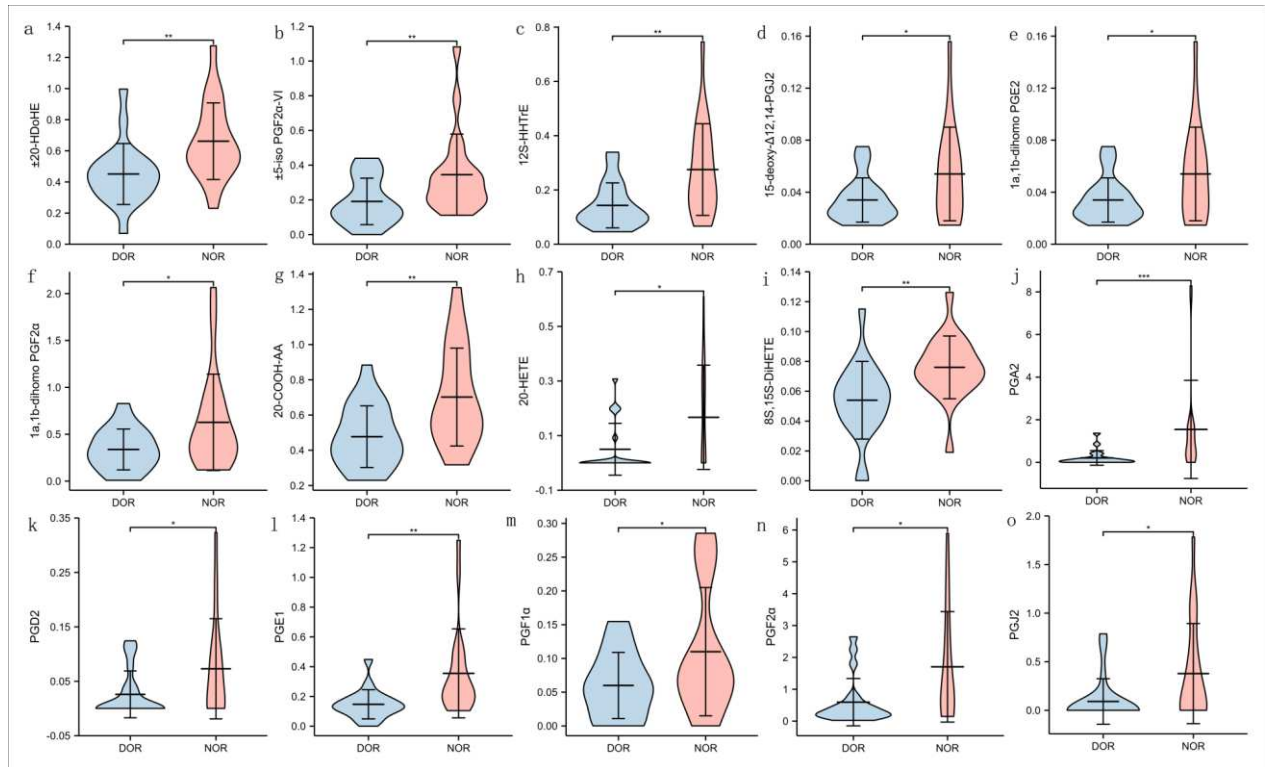 a
±20-HDoHE
1.4
1.2
1.0
0.8
0.6
0.4
0.2
0.0
**
DOR NOR
b
±5-iso PGF2α-VI
1.2
1.0
0.8
0.6
0.4
0.2
0.0
**
DOR NOR
c
12S-HHTrE
0.8
0.6
0.4
0.2
0.0
**
DOR NOR
d
15-deoxy-Δ12,14-PGJ2
0.16
0.12
0.08
0.04
0.00
*
DOR NOR
e
1a,1b-dihomo PGE2
0.16
0.12
0.08
0.04
0.00
*
DOR NOR
f
1a,1b-dihomo PGF2α
2.0
1.5
1.0
0.5
0.0
*
DOR NOR
g
20-COOH-AA
1.4
1.2
1.0
0.8
0.6
0.4
0.2
**
DOR NOR
h
20-HETE
0.7
0.5
0.3
0.1
-0.1
*
DOR NOR
i
8S,15S-DiHETE
0.14
0.12
0.10
0.08
0.06
0.04
0.02
0.00
**
DOR NOR
j
PGA2
8
6
4
2
0
***
DOR NOR
k
PGD2
0.35
0.25
0.15
0.05
-0.05
*
DOR NOR
l
PGE1
1.4
1.2
1.0
0.8
0.6
0.4
0.2
0.0
**
DOR NOR
m
PGF1α
0.30
0.25
0.20
0.15
0.10
0.05
0.00
*
DOR NOR
n
PGF2α
6
5
4
3
2
1
0
*
DOR NOR
o
PGJ2
2.0
1.5
1.0
0.5
0.0
*
DOR NOR